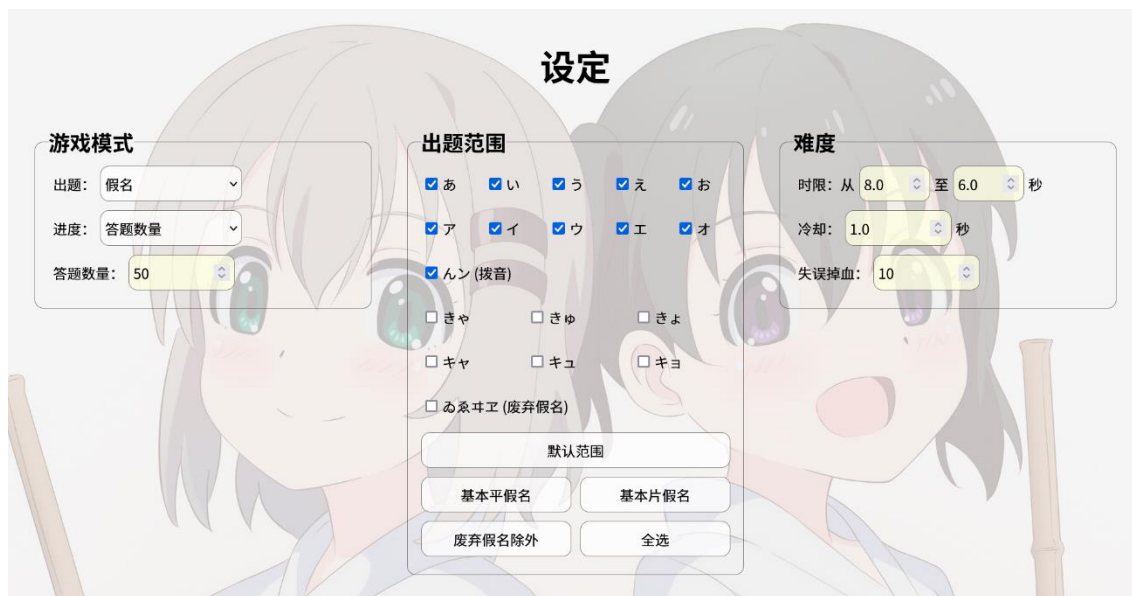 设定
游戏模式
出题： 假名
进度： 答题数量
答题数量： 50
出题范围
あ い う え お
ア イ ウ エ オ
んン (拨音)
きゃ きゅ きょ
キャ キュ キョ
ゐゑヰヱ (废弃假名)
默认范围
基本平假名 基本片假名
废弃假名除外 全选
难度
时限：从 8.0 至 6.0 秒
冷却： 1.0 秒
失误掉血： 10